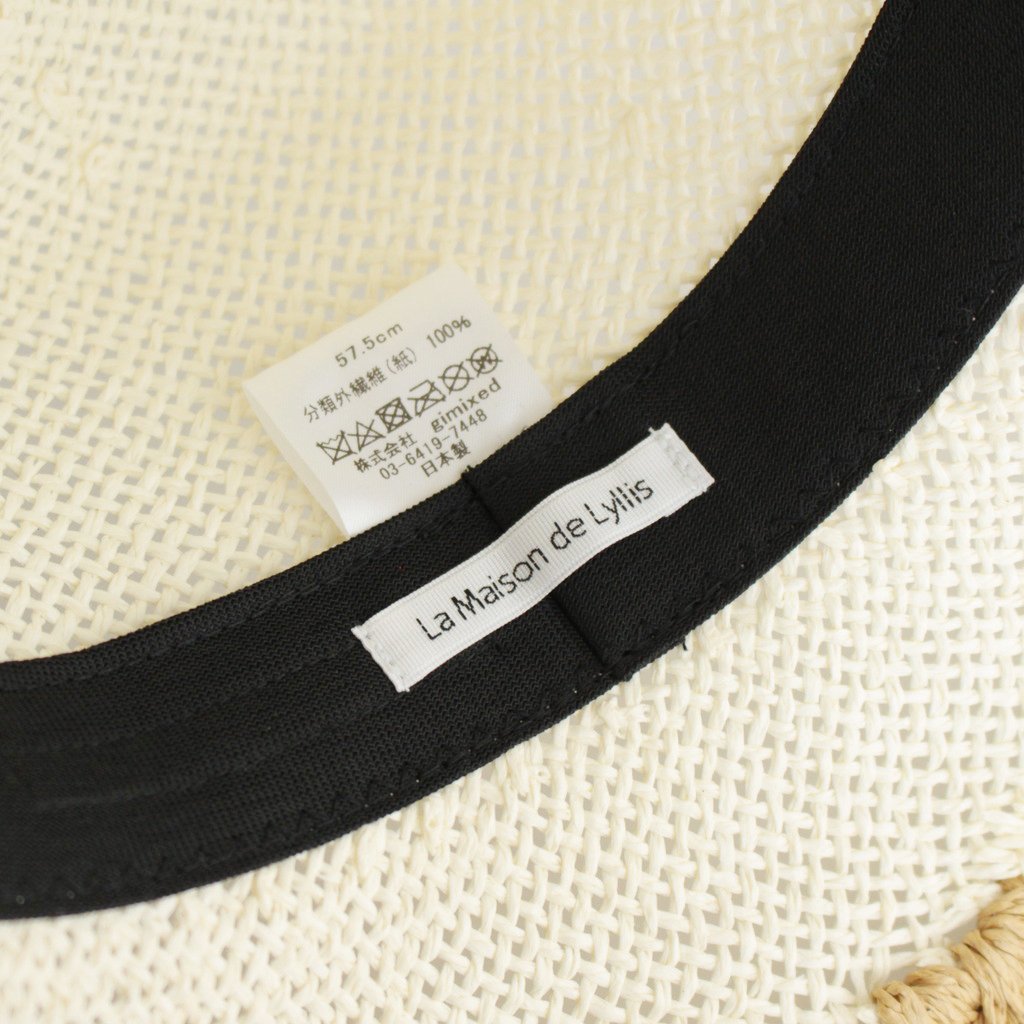 57.5cm
分類外繊維(紙) 100%
株式会社 gimixed
03-6419-7448
日本製
La Maison de Lyllis